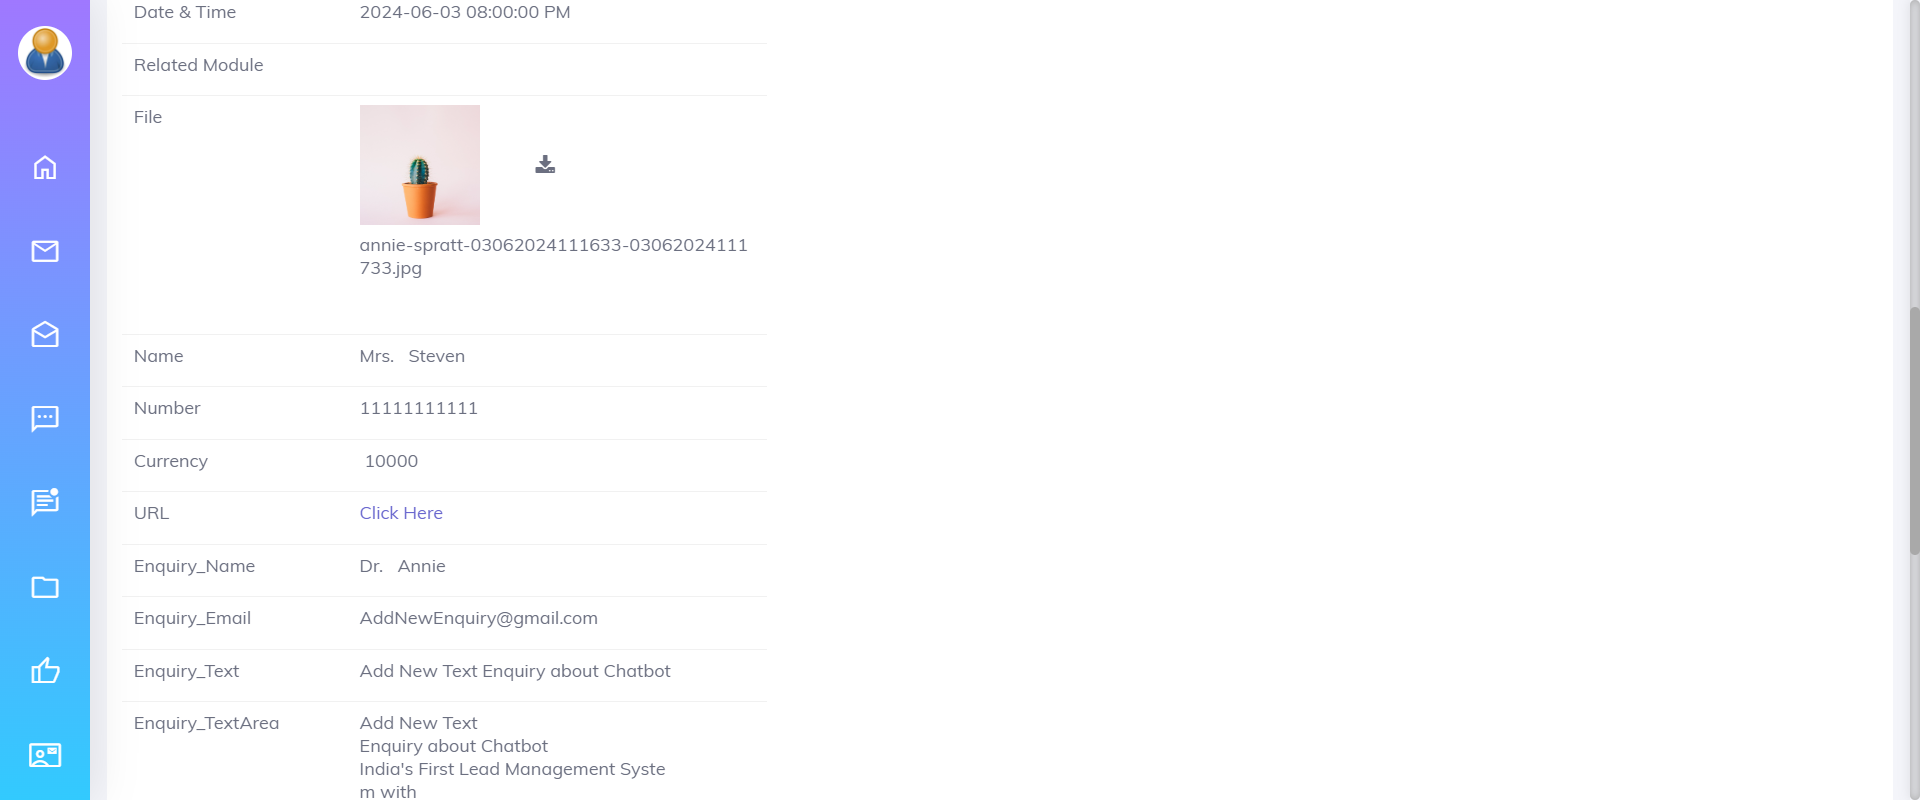 Date & Time 2024-06-03 08:00:00 PM
Related Module
File
annie-spratt-03062024111633-03062024111
733.jpg
Name Mrs. Steven
Number 11111111111
Currency 10000
URL Click Here
Enquiry_Name Dr. Annie
Enquiry_Email AddNewEnquiry@gmail.com
Enquiry_Text Add New Text Enquiry about Chatbot
Enquiry_TextArea Add New Text
Enquiry about Chatbot
India's First Lead Management Syste
m with